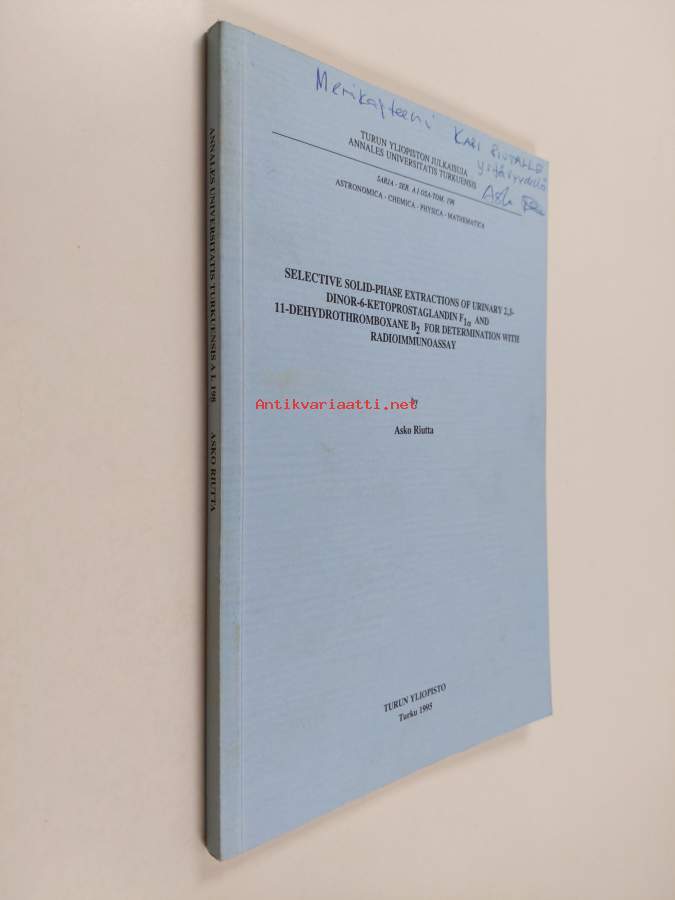 Merikapteeni KARI RIUTALLE
ystävyydellä
Asko
TURUN YLIOPISTON JULKAISUJA
ANNALES UNIVERSITATIS TURKUENSIS
SARJA - SER. A I OSA-TOM. 198
ASTRONOMICA - CHEMICA - PHYSICA - MATHEMATICA
SELECTIVE SOLID-PHASE EXTRACTIONS OF URINARY 2,3-
DINOR-6-KETOPROSTAGLANDIN F1α AND
11-DEHYDROTHROMBOXANE B2 FOR DETERMINATION WITH
RADIOIMMUNOASSAY
by
Asko Riutta
TURUN YLIOPISTO
Turku 1995
ANNALES UNIVERSITATIS TURKUENSIS A I 198 ASKO RIUTTA
Antikvariaatti.net